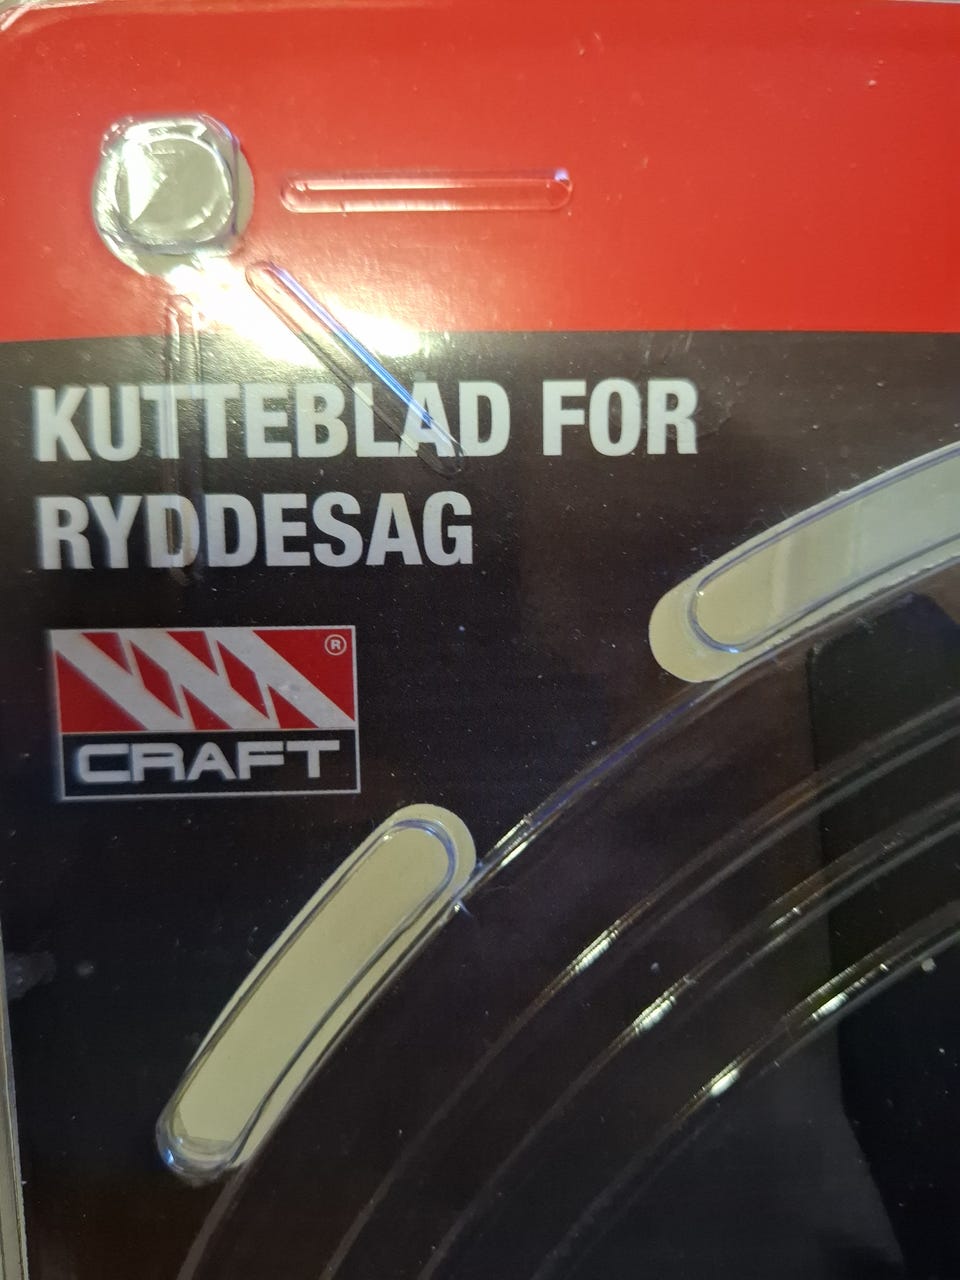 KUTTEBLAD FOR
RYDDESAG
®
CRAFT